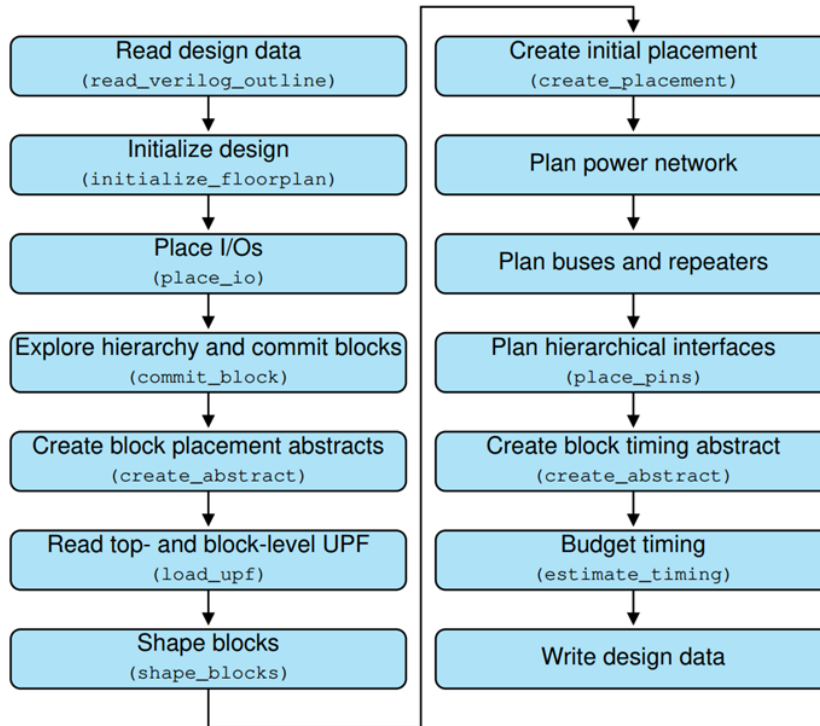 Read design data
(read_verilog_outline)
Initialize design
(initialize_floorplan)
Place I/Os
(place_io)
Explore hierarchy and commit blocks
(commit_block)
Create block placement abstracts
(create_abstract)
Read top- and block-level UPF
(load_upf)
Shape blocks
(shape_blocks)
Create initial placement
(create_placement)
Plan power network
Plan buses and repeaters
Plan hierarchical interfaces
(place_pins)
Create block timing abstract
(create_abstract)
Budget timing
(estimate_timing)
Write design data